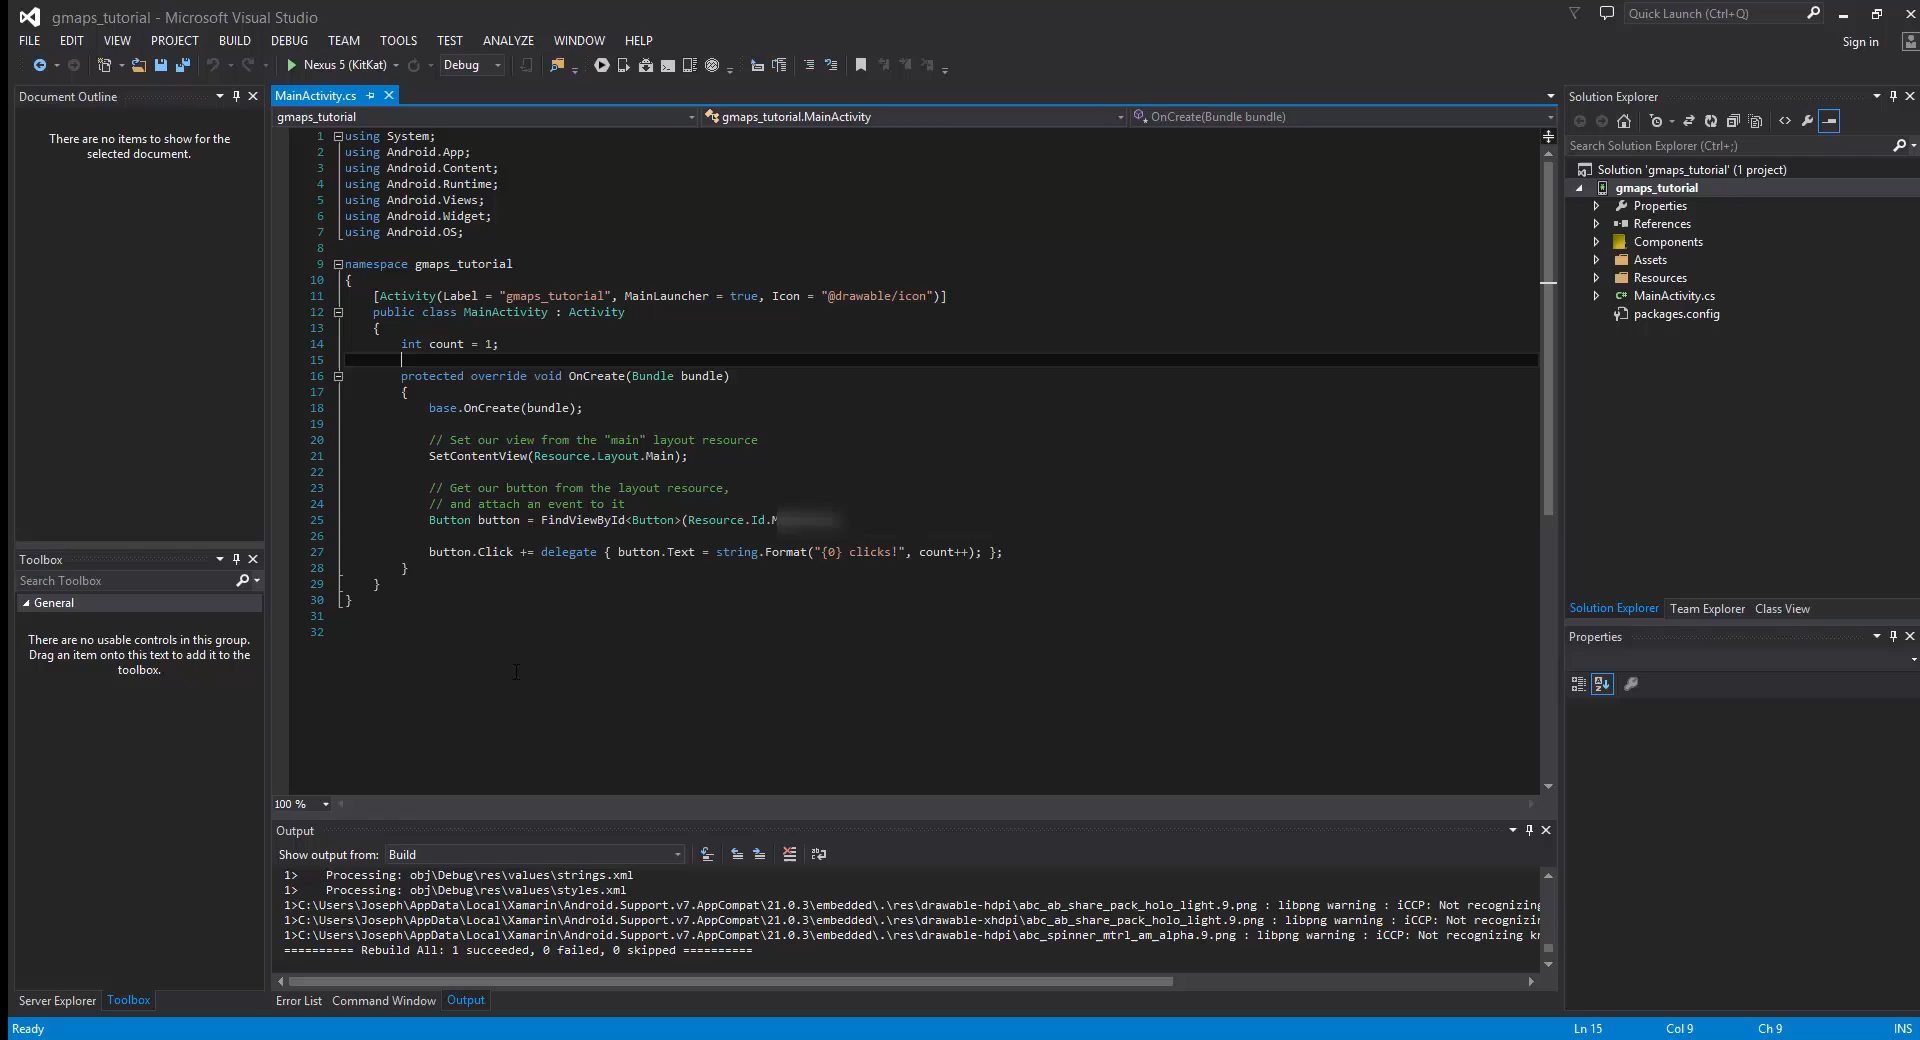 gmaps_tutorial - Microsoft Visual Studio
Quick Launch (Ctrl+Q)
FILE EDIT VIEW PROJECT BUILD DEBUG TEAM TOOLS TEST ANALYZE WINDOW HELP
Sign in
Nexus 5 (KitKat)
Debug
Document Outline
There are no items to show for the
selected document.
MainActivity.cs
gmaps_tutorial
gmaps_tutorial.MainActivity
OnCreate(Bundle bundle)
1 using System;
2 using Android.App;
3 using Android.Content;
4 using Android.Runtime;
5 using Android.Views;
6 using Android.Widget;
7 using Android.OS;
8
9 namespace gmaps_tutorial
10 {
11 [Activity(Label = "gmaps_tutorial", MainLauncher = true, Icon = "@drawable/icon")]
12 public class MainActivity : Activity
13 {
14 int count = 1;
15
16 protected override void OnCreate(Bundle bundle)
17 {
18 base.OnCreate(bundle);
19
20 // Set our view from the "main" layout resource
21 SetContentView(Resource.Layout.Main);
22
23 // Get our button from the layout resource,
24 // and attach an event to it
25 Button button = FindViewById<Button>(Resource.Id.
26
27 button.Click += delegate { button.Text = string.Format("{0} clicks!", count++); };
28 }
29 }
30 }
31
32
100 %
Toolbox
Search Toolbox
General
There are no usable controls in this group.
Drag an item onto this text to add it to the
toolbox.
Server Explorer Toolbox
Output
Show output from: Build
1> Processing: obj\Debug\res\values\strings.xml
1> Processing: obj\Debug\res\values\styles.xml
1>C:\Users\Joseph\AppData\Local\Xamarin\Android.Support.v7.AppCompat\21.0.3\embedded\.\res\drawable-hdpi\abc_ab_share_pack_holo_light.9.png : libpng warning : iCCP: Not recognizing
1>C:\Users\Joseph\AppData\Local\Xamarin\Android.Support.v7.AppCompat\21.0.3\embedded\.\res\drawable-xhdpi\abc_ab_share_pack_holo_light.9.png : libpng warning : iCCP: Not recognizin
1>C:\Users\Joseph\AppData\Local\Xamarin\Android.Support.v7.AppCompat\21.0.3\embedded\.\res\drawable-hdpi\abc_spinner_mtrl_am_alpha.9.png : libpng warning : iCCP: Not recognizing k
========== Rebuild All: 1 succeeded, 0 failed, 0 skipped ==========
Error List Command Window Output
Solution Explorer
Search Solution Explorer (Ctrl+;)
Solution 'gmaps_tutorial' (1 project)
gmaps_tutorial
Properties
References
Components
Assets
Resources
C# MainActivity.cs
packages.config
Solution Explorer Team Explorer Class View
Properties
Ready
Ln 15 Col 9 Ch 9 INS